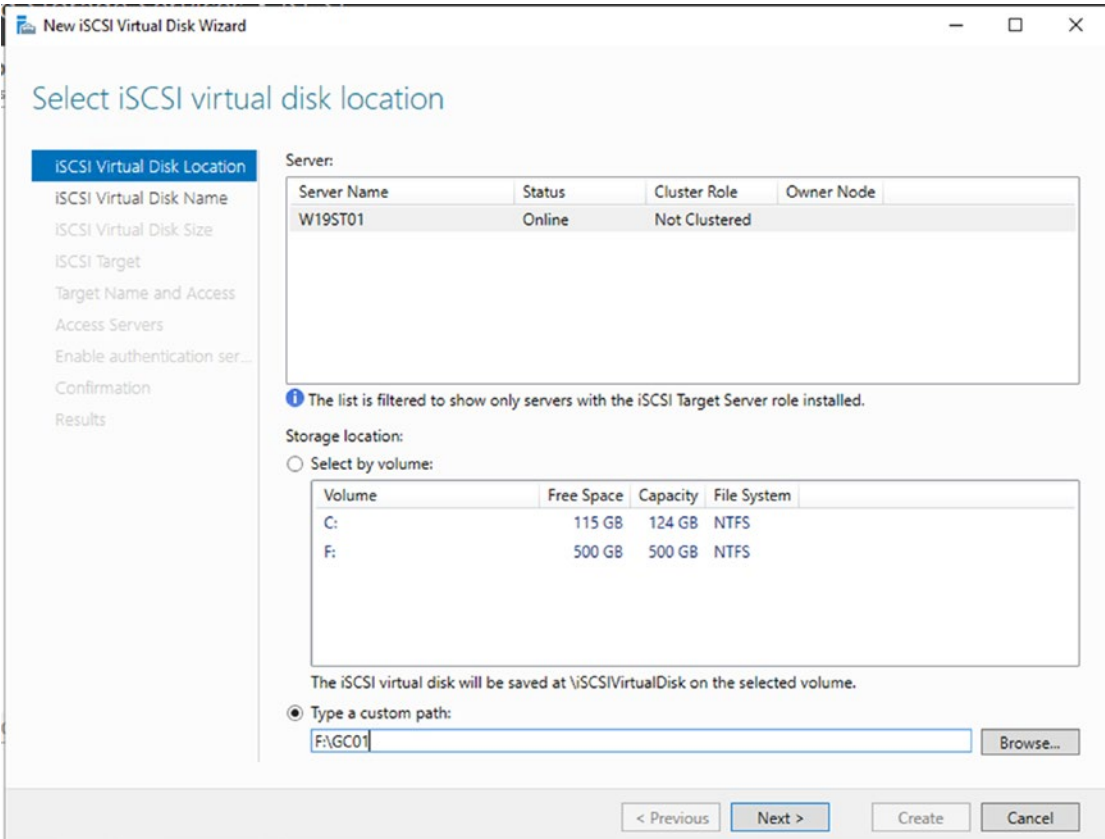 New iSCSI Virtual Disk Wizard
Select iSCSI virtual disk location
iSCSI Virtual Disk Location
iSCSI Virtual Disk Name
iSCSI Virtual Disk Size
iSCSI Target
Target Name and Access
Access Servers
Enable authentication ser...
Confirmation
Results
Server:
Server Name Status Cluster Role Owner Node
W19ST01 Online Not Clustered
The list is filtered to show only servers with the iSCSI Target Server role installed.
Storage location:
Select by volume:
Volume Free Space Capacity File System
C: 115 GB 124 GB NTFS
F: 500 GB 500 GB NTFS
The iSCSI virtual disk will be saved at \iSCSIVirtualDisk on the selected volume.
Type a custom path:
F:\GC01
Browse...
< Previous Next > Create Cancel